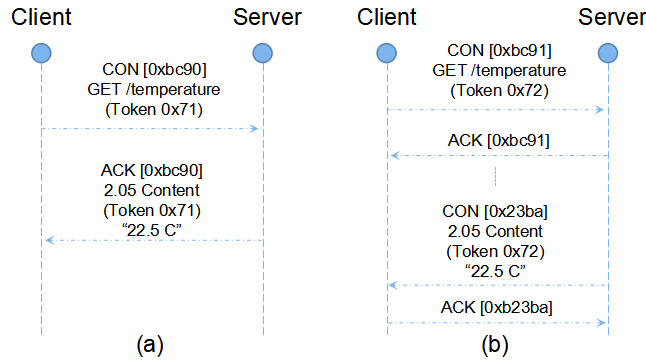 Client
Server
CON [0xbc90]
GET /temperature
(Token 0x71)
ACK [0xbc90]
2.05 Content
(Token 0x71)
“22.5 C”
(a)
Client
Server
CON [0xbc91]
GET /temperature
(Token 0x72)
ACK [0xbc91]
CON [0x23ba]
2.05 Content
(Token 0x72)
“22.5 C”
ACK [0xb23ba]
(b)